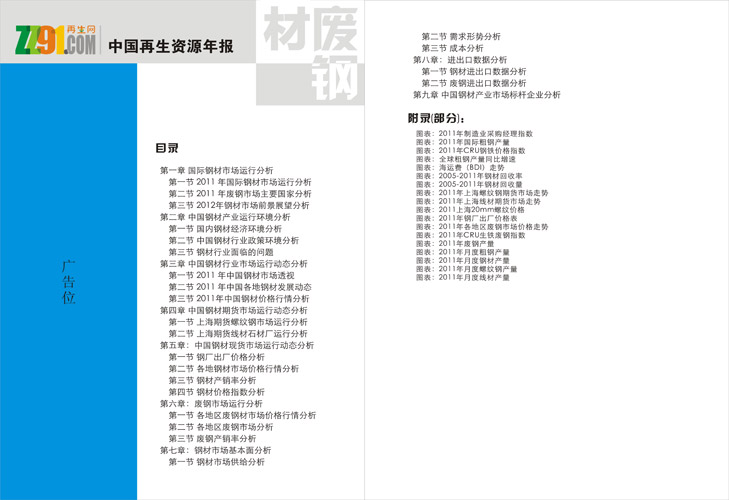 ZZ91.COM 再生网
中国再生资源年报
废钢材
广告位
目录
第一章 国际钢材市场运行分析
第一节 2011 年国际钢材市场运行分析
第二节 2011 年废钢市场主要国家分析
第三节 2012年钢材市场前景展望分析
第二章 中国钢材产业运行环境分析
第一节 国内钢材经济环境分析
第二节 中国钢材行业政策环境分析
第三节 钢材行业面临的问题
第三章 中国钢材行业市场运行动态分析
第一节 2011 年中国钢材市场透视
第二节 2011 年中国各地钢材发展动态
第三节 2011年中国钢材价格行情分析
第四章 中国钢材期货市场运行动态分析
第一节 上海期货螺纹钢市场运行分析
第二节 上海期货线材石材厂运行分析
第五章：中国钢材现货市场运行动态分析
第一节 钢厂出厂价格分析
第二节 各地钢材市场价格行情分析
第三节 钢材产销率分析
第四节 钢材价格指数分析
第六章：废钢市场运行分析
第一节 各地区废钢材市场价格行情分析
第二节 各地区废钢市场分析
第三节 废钢产销率分析
第七章：钢材市场基本面分析
第一节 钢材市场供给分析
第二节 需求形势分析
第三节 成本分析
第八章：进出口数据分析
第一节 钢材进出口数据分析
第二节 废钢进出口数据分析
第九章 中国钢材产业市场标杆企业分析
附录(部分)：
图表：2011年制造业采购经理指数
图表：2011年国际粗钢产量
图表：2011年CRU钢铁价格指数
图表：全球粗钢产量同比增速
图表：海运费（BDI）走势
图表：2005-2011年钢材回收率
图表：2005-2011年钢材回收量
图表：2011年上海螺纹钢期货市场走势
图表：2011年上海线材期货市场走势
图表：2011上海20mm螺纹价格
图表：2011年钢厂出厂价格表
图表：2011年各地区废钢市场价格走势
图表：2011年CRU生铁废钢指数
图表：2011年废钢产量
图表：2011年月度粗钢产量
图表：2011年月度钢材产量
图表：2011年月度螺纹钢产量
图表：2011年月度线材产量